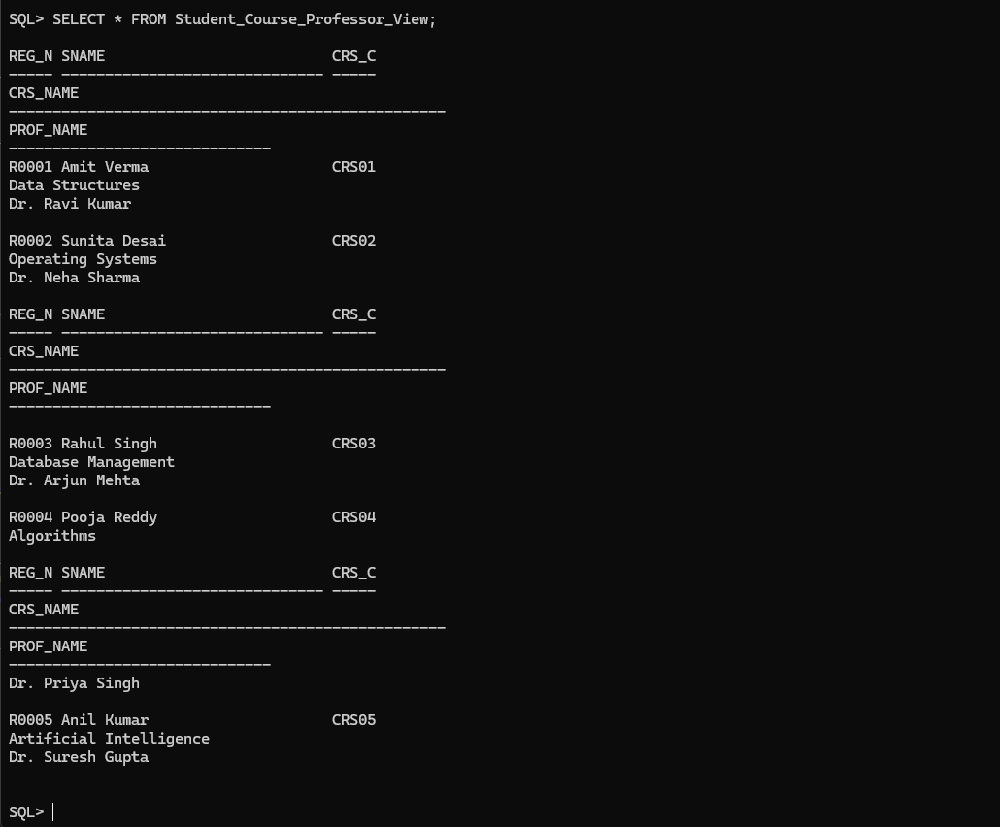 SQL> SELECT * FROM Student_Course_Professor_View;
REG_N SNAME                          CRS_C
----- ------------------------------ -----
CRS_NAME
--------------------------------------------------
PROF_NAME
------------------------------
R0001 Amit Verma                     CRS01
Data Structures
Dr. Ravi Kumar
R0002 Sunita Desai                   CRS02
Operating Systems
Dr. Neha Sharma
REG_N SNAME                          CRS_C
----- ------------------------------ -----
CRS_NAME
--------------------------------------------------
PROF_NAME
------------------------------
R0003 Rahul Singh                    CRS03
Database Management
Dr. Arjun Mehta
R0004 Pooja Reddy                    CRS04
Algorithms
REG_N SNAME                          CRS_C
----- ------------------------------ -----
CRS_NAME
--------------------------------------------------
PROF_NAME
------------------------------
Dr. Priya Singh
R0005 Anil Kumar                     CRS05
Artificial Intelligence
Dr. Suresh Gupta
SQL>